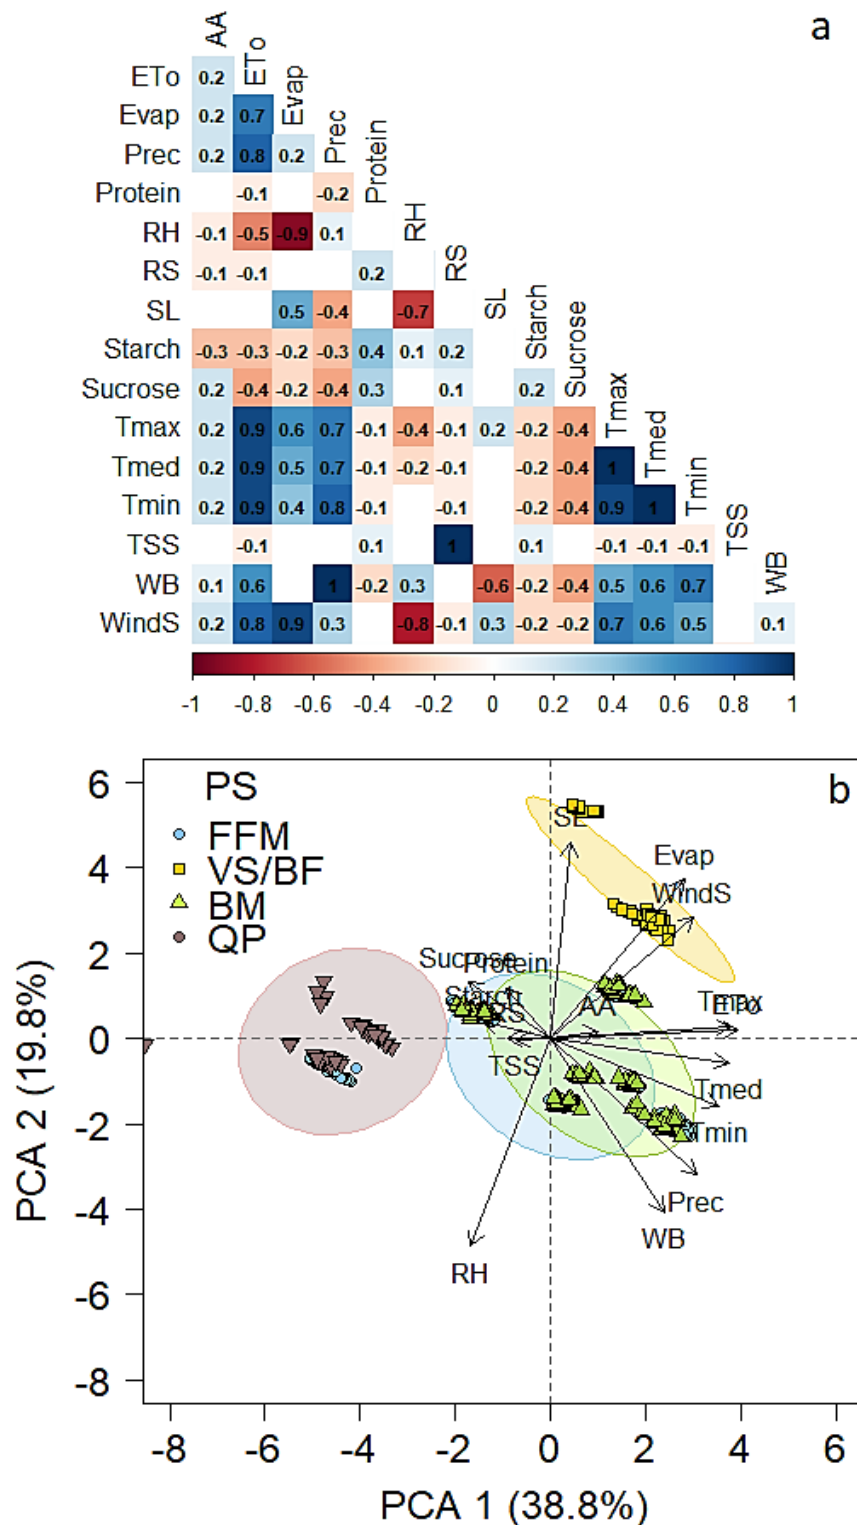 a
AA
ETo 0.2 ETo
Evap 0.2 0.7 Evap
Prec 0.2 0.8 0.2 Prec
Protein -0.1 -0.2 Protein
RH -0.1 -0.5 -0.9 0.1 RH
RS -0.1 -0.1 0.2 RS
SL 0.5 -0.4 -0.7 SL
Starch -0.3 -0.3 -0.2 -0.3 0.4 0.1 0.2 Starch
Sucrose 0.2 -0.4 -0.2 -0.4 0.3 0.1 0.2 Sucrose
Tmax 0.2 0.9 0.6 0.7 -0.1 -0.4 -0.1 0.2 -0.2 -0.4 Tmax
Tmed 0.2 0.9 0.5 0.7 -0.1 -0.2 -0.1 -0.2 -0.4 1 Tmed
Tmin 0.2 0.9 0.4 0.8 -0.1 -0.1 -0.2 -0.4 0.9 1 Tmin
TSS -0.1 0.1 1 0.1 -0.1 -0.1 -0.1 TSS
WB 0.1 0.6 1 -0.2 0.3 -0.6 -0.2 -0.4 0.5 0.6 0.7 WB
WindS 0.2 0.8 0.9 0.3 -0.8 -0.1 0.3 -0.2 -0.2 0.7 0.6 0.5 0.1
-1 -0.8 -0.6 -0.4 -0.2 0 0.2 0.4 0.6 0.8 1
b
PS
FFM
VS/BF
BM
QP
SL
Evap
WindS
Sucrose
Protein
Starch
RS
AA
Tmax
ETo
TSS
Tmed
Tmin
Prec
WB
RH
6
4
2
0
-2
-4
-6
-8
PCA 2 (19.8%)
-8 -6 -4 -2 0 2 4 6
PCA 1 (38.8%)